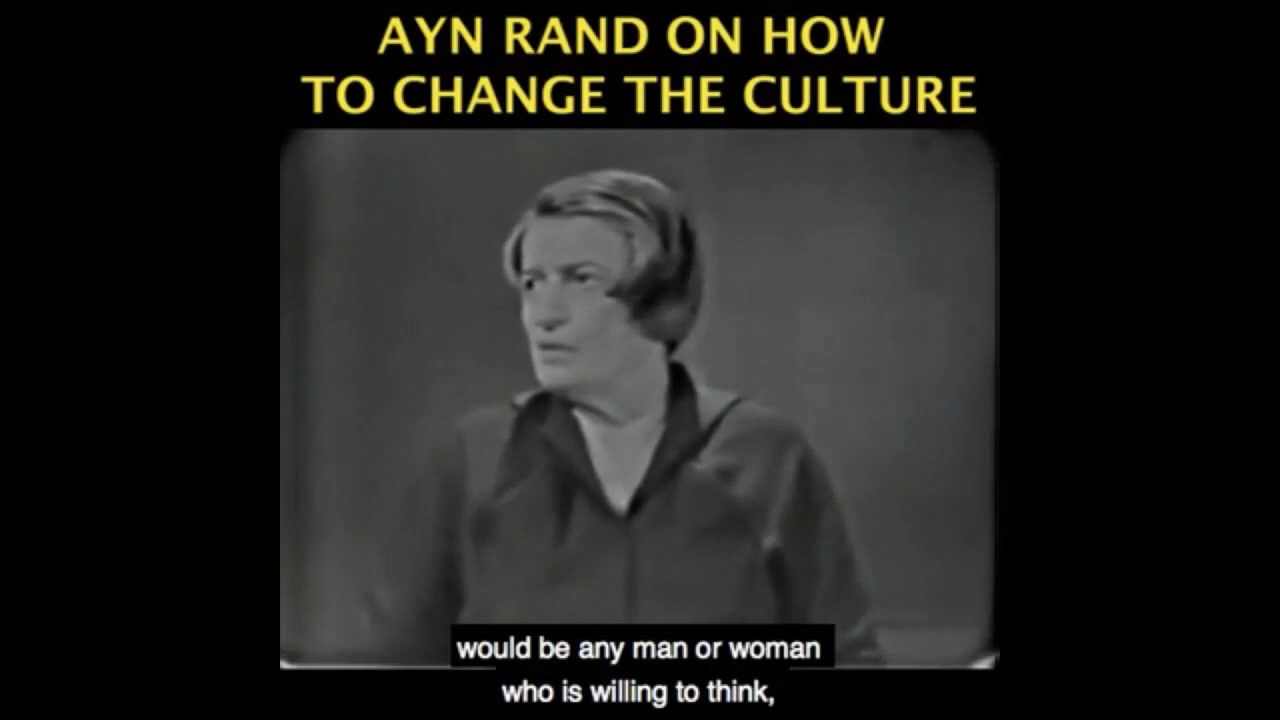 AYN RAND ON HOW
TO CHANGE THE CULTURE
would be any man or woman
who is willing to think,